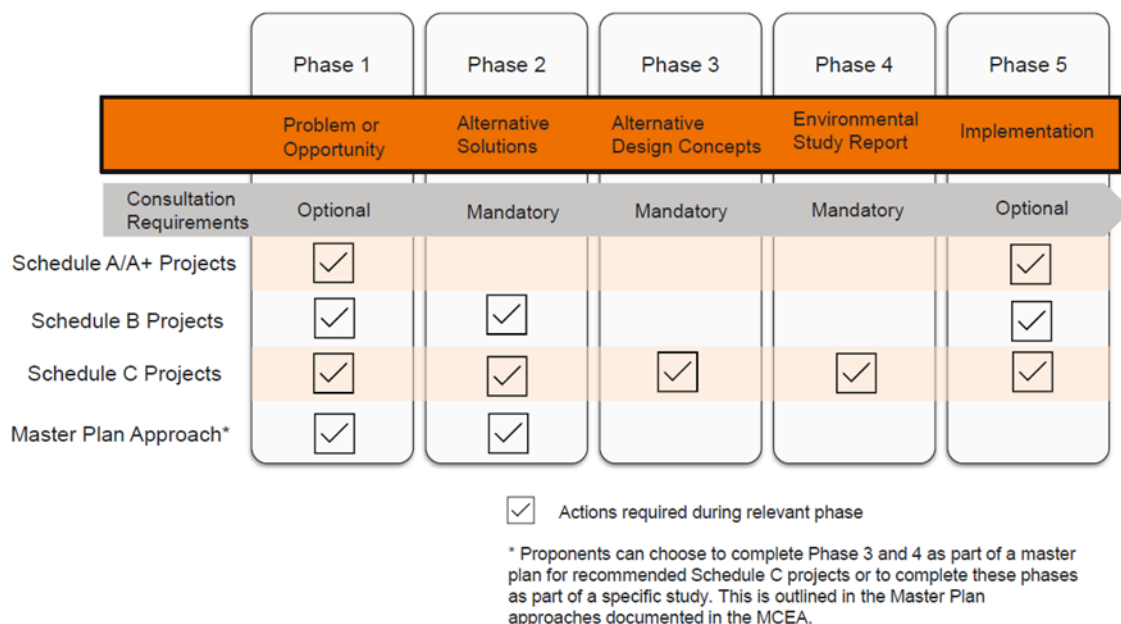 Phase 1 Phase 2 Phase 3 Phase 4 Phase 5
Problem or Opportunity
Alternative Solutions
Alternative Design Concepts
Environmental Study Report
Implementation
Consultation Requirements
Optional Mandatory Mandatory Mandatory Optional
Schedule A/A+ Projects
Schedule B Projects
Schedule C Projects
Master Plan Approach*
Actions required during relevant phase
* Proponents can choose to complete Phase 3 and 4 as part of a master
plan for recommended Schedule C projects or to complete these phases
as part of a specific study. This is outlined in the Master Plan
approaches documented in the MCEA.